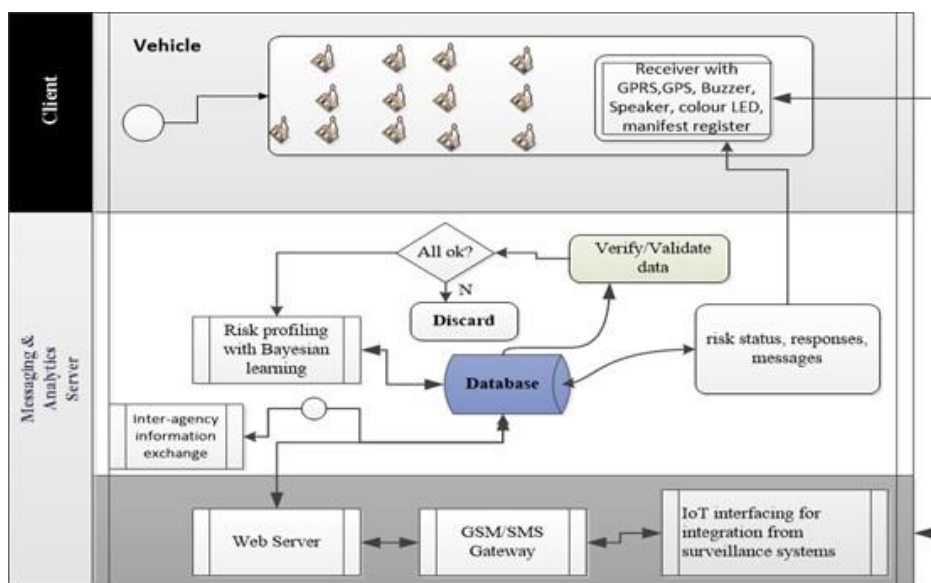 Client
Vehicle
Receiver with
GPRS,GPS, Buzzer,
Speaker, colour LED,
manifest register
Messaging &
Analytics
Server
All ok?
Verify/Validate
data
N
Discard
Risk profiling
with Bayesian
learning
Database
risk status, responses,
messages
Inter-agency
information
exchange
Web Server
GSM/SMS
Gateway
IoT interfacing for
integration from
surveillance systems